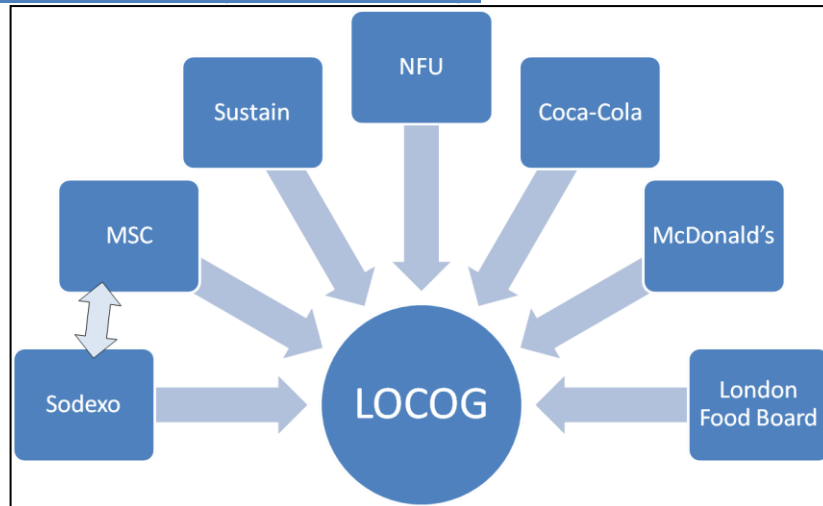 NFU
Sustain
Coca-Cola
MSC
McDonald's
Sodexo
LOCOG
London
Food Board